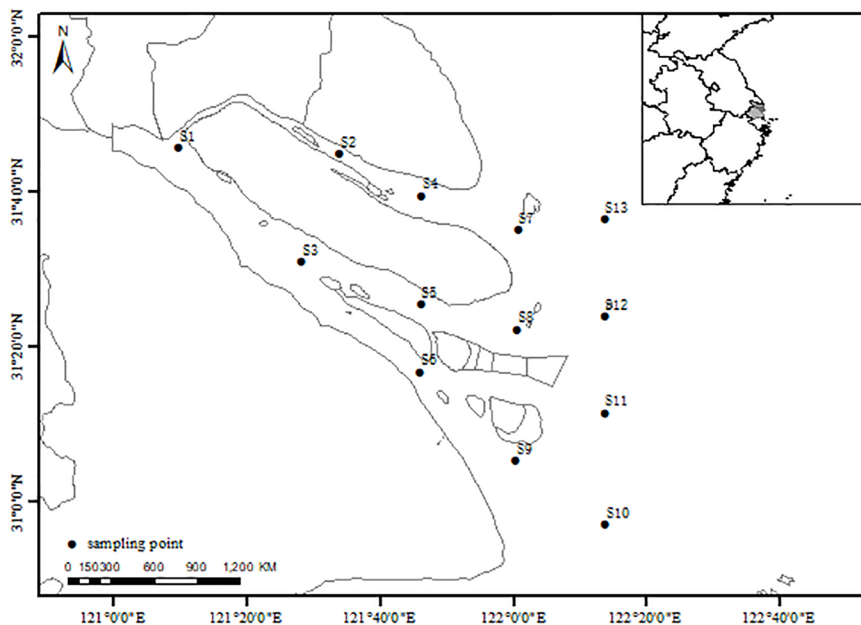 32°0'0"N
N
S1
S2
31°40'0"N
S4
S7
S13
S3
S5
S8
S12
31°20'0"N
S6
S11
S9
31°0'0"N
S10
sampling point
0 150300 600 900 1,200 KM
121°0'0"E 121°20'0"E 121°40'0"E 122°0'0"E 122°20'0"E 122°40'0"E